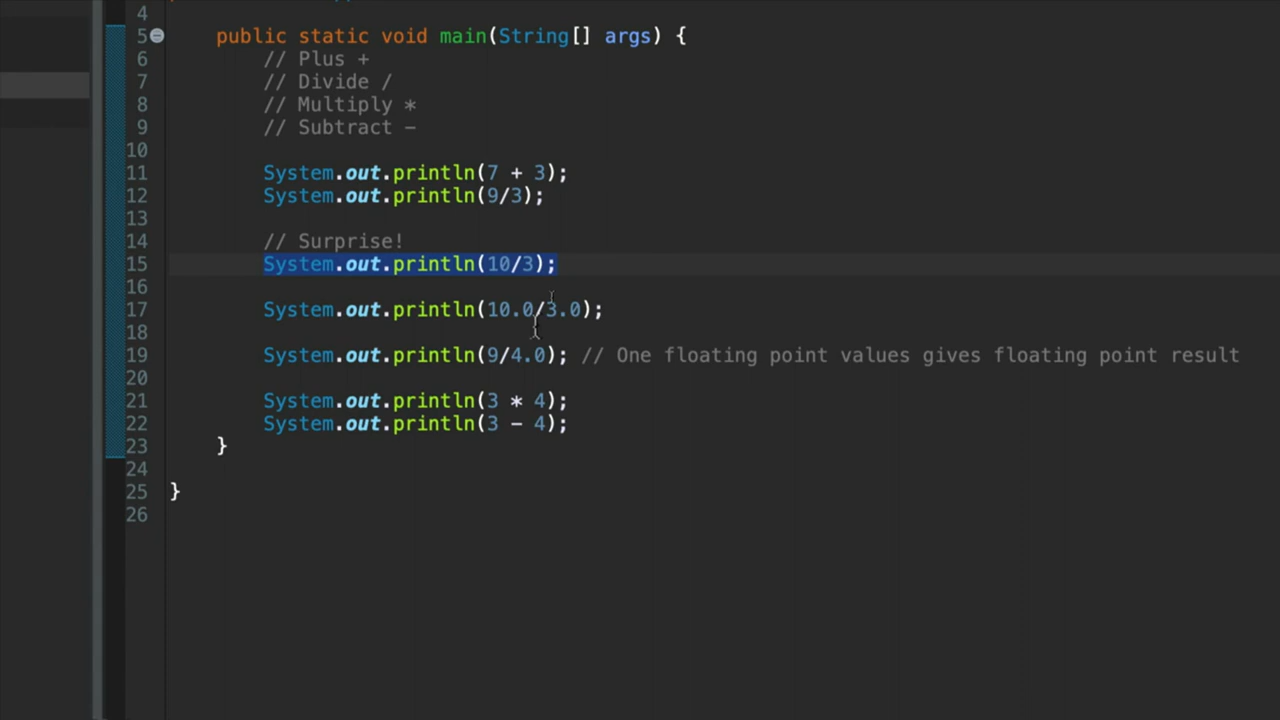 4
5 public static void main(String[] args) {
6 // Plus +
7 // Divide /
8 // Multiply *
9 // Subtract -
10
11 System.out.println(7 + 3);
12 System.out.println(9/3);
13
14 // Surprise!
15 System.out.println(10/3);
16
17 System.out.println(10.0/3.0);
18
19 System.out.println(9/4.0); // One floating point values gives floating point result
20
21 System.out.println(3 * 4);
22 System.out.println(3 - 4);
23 }
24
25 }
26